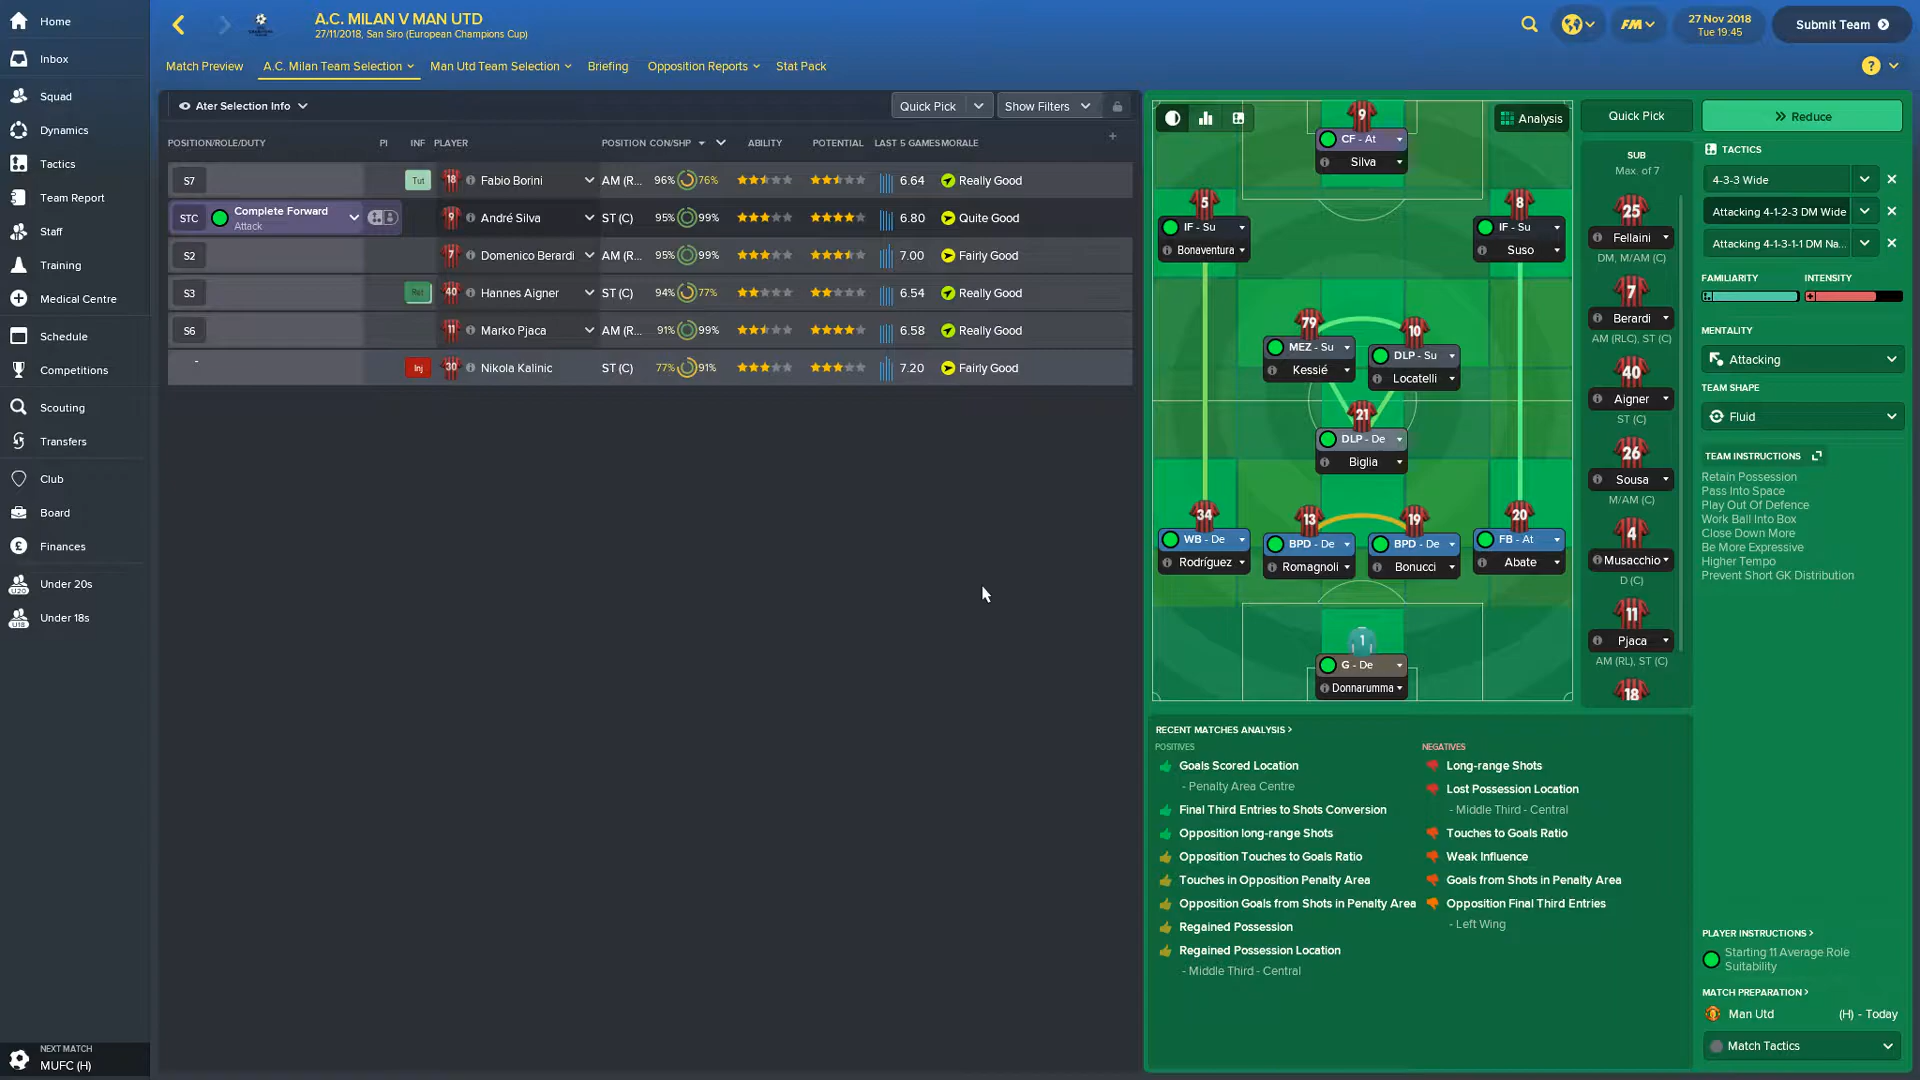 Home
Inbox
Squad
Dynamics
Tactics
Team Report
Staff
Training
Medical Centre
Schedule
Competitions
Scouting
Transfers
Club
Board
Finances
U20 Under 20s
U18 Under 18s
NEXT MATCH
MUFC (H)
A.C. MILAN V MAN UTD
27/11/2018, San Siro (European Champions Cup)
FM
27 Nov 2018
Tue 19:45
Submit Team
Match Preview A.C. Milan Team Selection Man Utd Team Selection Briefing Opposition Reports Stat Pack
?
Ater Selection Info
Quick Pick
Show Filters
POSITION/ROLE/DUTY PI INF PLAYER POSITION CON/SHP ABILITY POTENTIAL LAST 5 GAMES MORALE
S7 Tut 18 Fabio Borini AM (R... 96% 76% 6.64 Really Good
STC Complete Forward Attack 9 André Silva ST (C) 95% 99% 6.80 Quite Good
S2 7 Domenico Berardi AM (R... 95% 99% 7.00 Fairly Good
S3 40 Hannes Aigner ST (C) 94% 77% 6.54 Really Good
S6 11 Marko Pjaca AM (R... 91% 99% 6.58 Really Good
- Inj 30 Nikola Kalinic ST (C) 77% 91% 7.20 Fairly Good
Analysis
9
CF - At
Silva
5
IF - Su
Bonaventura
8
IF - Su
Suso
79
MEZ - Su
Kessié
10
DLP - Su
Locatelli
21
DLP - De
Biglia
34
WB - De
Rodríguez
13
BPD - De
Romagnoli
19
BPD - De
Bonucci
20
FB - At
Abate
1
G - De
Donnarumma
Quick Pick
SUB
Max. of 7
25
Fellaini
DM, M/AM (C)
7
Berardi
AM (RLC), ST (C)
40
Aigner
ST (C)
26
Sousa
M/AM (C)
4
Musacchio
D (C)
11
Pjaca
AM (RL), ST (C)
18
Reduce
TACTICS
4-3-3 Wide
Attacking 4-1-2-3 DM Wide
Attacking 4-1-3-1-1 DM Na...
FAMILIARITY INTENSITY
MENTALITY
Attacking
TEAM SHAPE
Fluid
TEAM INSTRUCTIONS
Retain Possession
Pass Into Space
Play Out Of Defence
Work Ball Into Box
Close Down More
Be More Expressive
Higher Tempo
Prevent Short GK Distribution
PLAYER INSTRUCTIONS >
Starting 11 Average Role
Suitability
MATCH PREPARATION >
Man Utd (H) - Today
Match Tactics
RECENT MATCHES ANALYSIS >
POSITIVES
Goals Scored Location
- Penalty Area Centre
Final Third Entries to Shots Conversion
Opposition long-range Shots
Opposition Touches to Goals Ratio
Touches in Opposition Penalty Area
Opposition Goals from Shots in Penalty Area
Regained Possession
Regained Possession Location
- Middle Third - Central
NEGATIVES
Long-range Shots
Lost Possession Location
- Middle Third - Central
Touches to Goals Ratio
Weak Influence
Goals from Shots in Penalty Area
Opposition Final Third Entries
- Left Wing